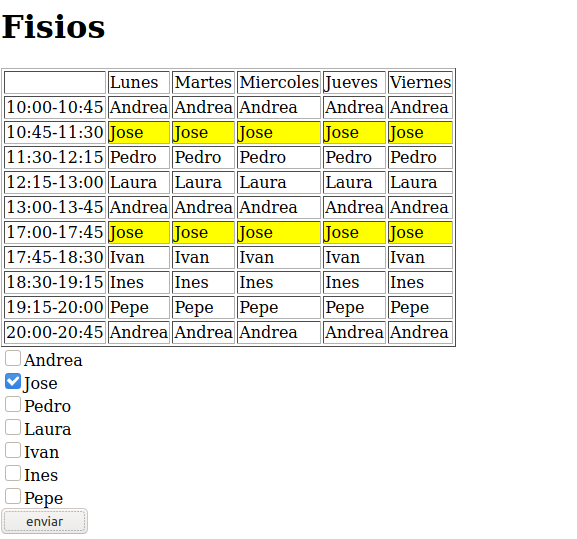 Fisios
Lunes Martes Miercoles Jueves Viernes
10:00-10:45 Andrea Andrea Andrea Andrea Andrea
10:45-11:30 Jose Jose Jose Jose Jose
11:30-12:15 Pedro Pedro Pedro Pedro Pedro
12:15-13:00 Laura Laura Laura Laura Laura
13:00-13-45 Andrea Andrea Andrea Andrea Andrea
17:00-17:45 Jose Jose Jose Jose Jose
17:45-18:30 Ivan Ivan Ivan Ivan Ivan
18:30-19:15 Ines Ines Ines Ines Ines
19:15-20:00 Pepe Pepe Pepe Pepe Pepe
20:00-20:45 Andrea Andrea Andrea Andrea Andrea
Andrea
Jose
Pedro
Laura
Ivan
Ines
Pepe
enviar